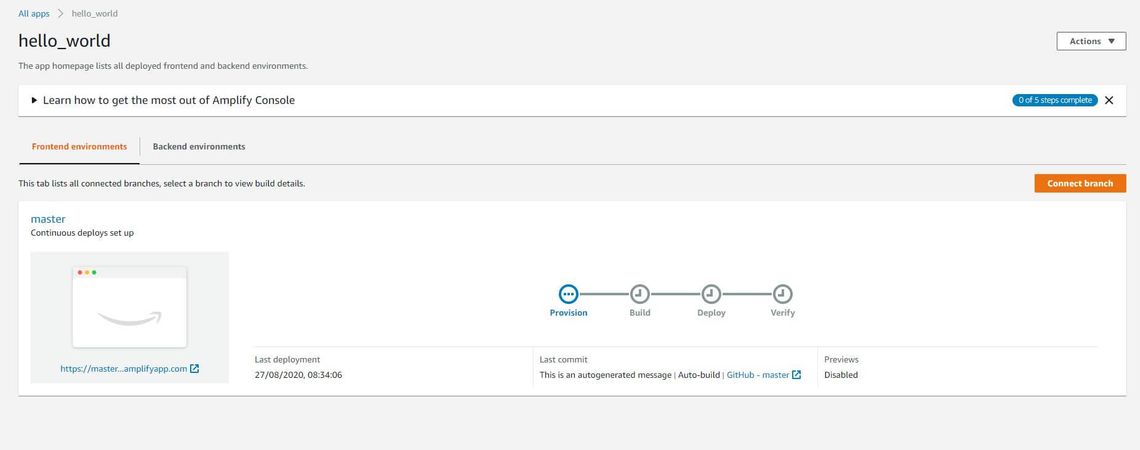 All apps > hello_world
hello_world
Actions
The app homepage lists all deployed frontend and backend environments.
Learn how to get the most out of Amplify Console
0 of 5 steps complete
Frontend environments
Backend environments
This tab lists all connected branches, select a branch to view build details.
Connect branch
master
Continuous deploys set up
Provision
Build
Deploy
Verify
https://master...amplifyapp.com
Last deployment
27/08/2020, 08:34:06
Last commit
This is an autogenerated message | Auto-build | GitHub - master
Previews
Disabled